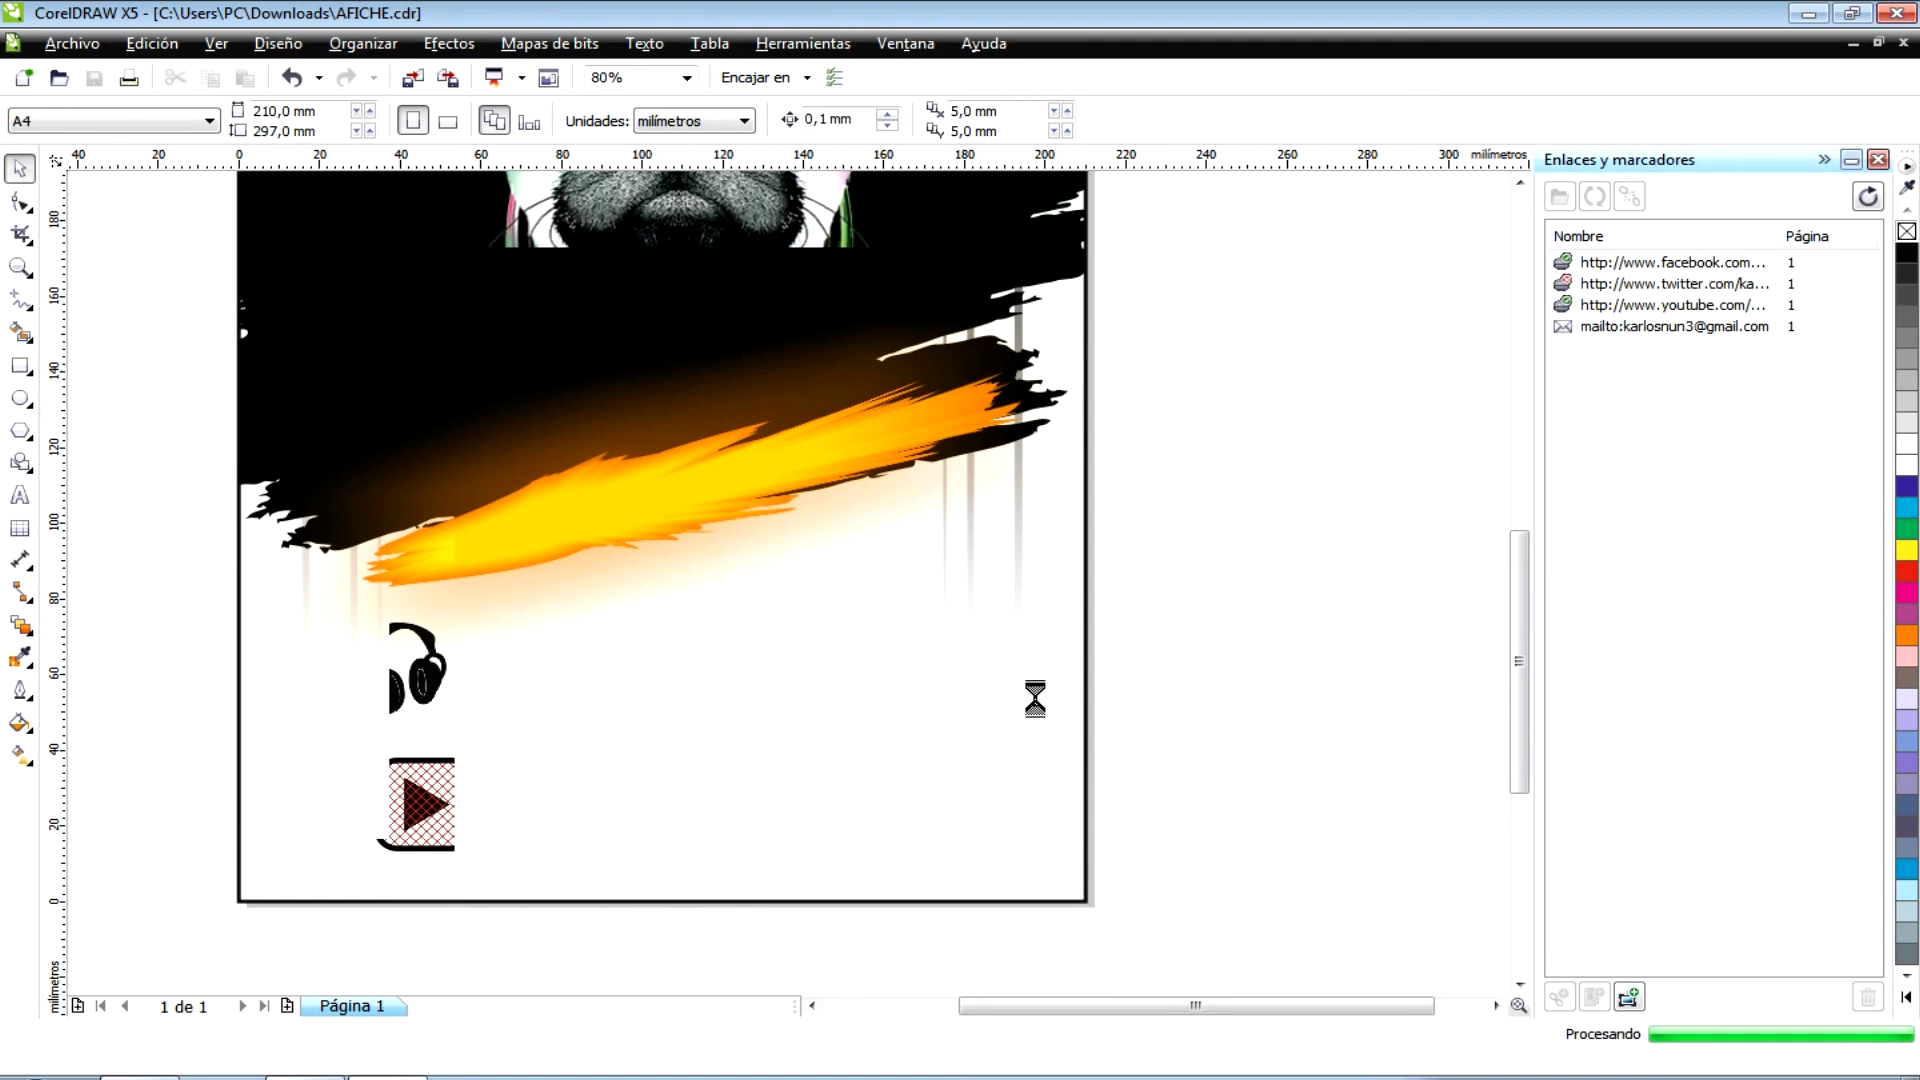 CorelDRAW X5 - [C:\Users\PC\Downloads\AFICHE.cdr]
Archivo Edición Ver Diseño Organizar Efectos Mapas de bits Texto Tabla Herramientas Ventana Ayuda
80% Encajar en
A4 210,0 mm 297,0 mm Unidades: milímetros 0,1 mm 5,0 mm 5,0 mm
40 20 0 20 40 60 80 100 120 140 160 180 200 220 240 260 280 300 milímetros
180
160
140
120
100
80
60
40
20
0
milímetros
Enlaces y marcadores
Nombre Página
http://www.facebook.com... 1
http://www.twitter.com/ka... 1
http://www.youtube.com/... 1
mailto:karlosnun3@gmail.com 1
1 de 1 Página 1
Procesando